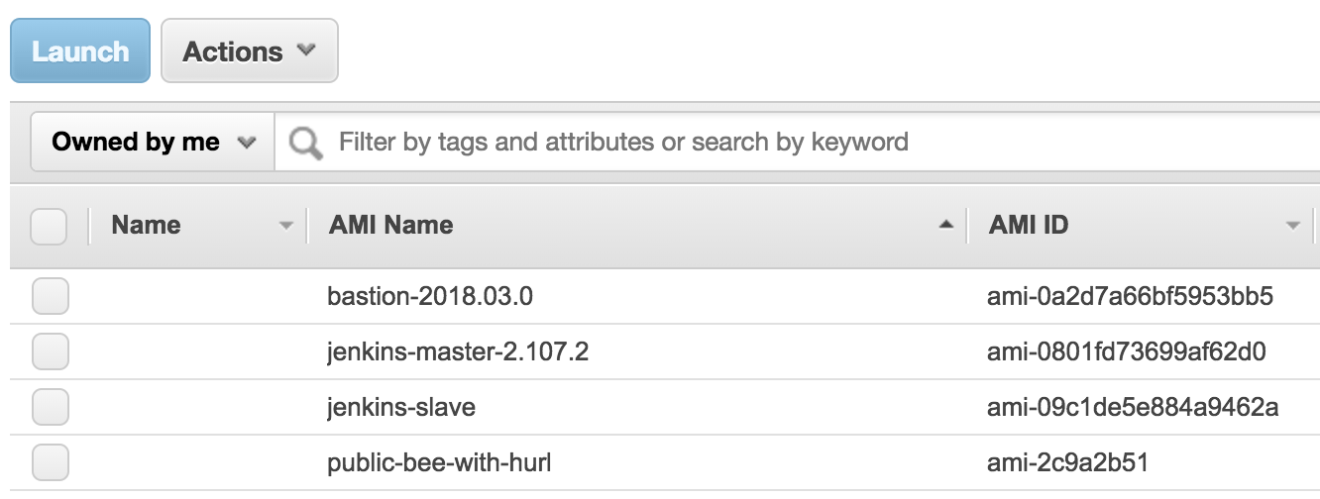 Launch Actions
Owned by me Filter by tags and attributes or search by keyword
Name AMI Name AMI ID
bastion-2018.03.0 ami-0a2d7a66bf5953bb5
jenkins-master-2.107.2 ami-0801fd73699af62d0
jenkins-slave ami-09c1de5e884a9462a
public-bee-with-hurl ami-2c9a2b51